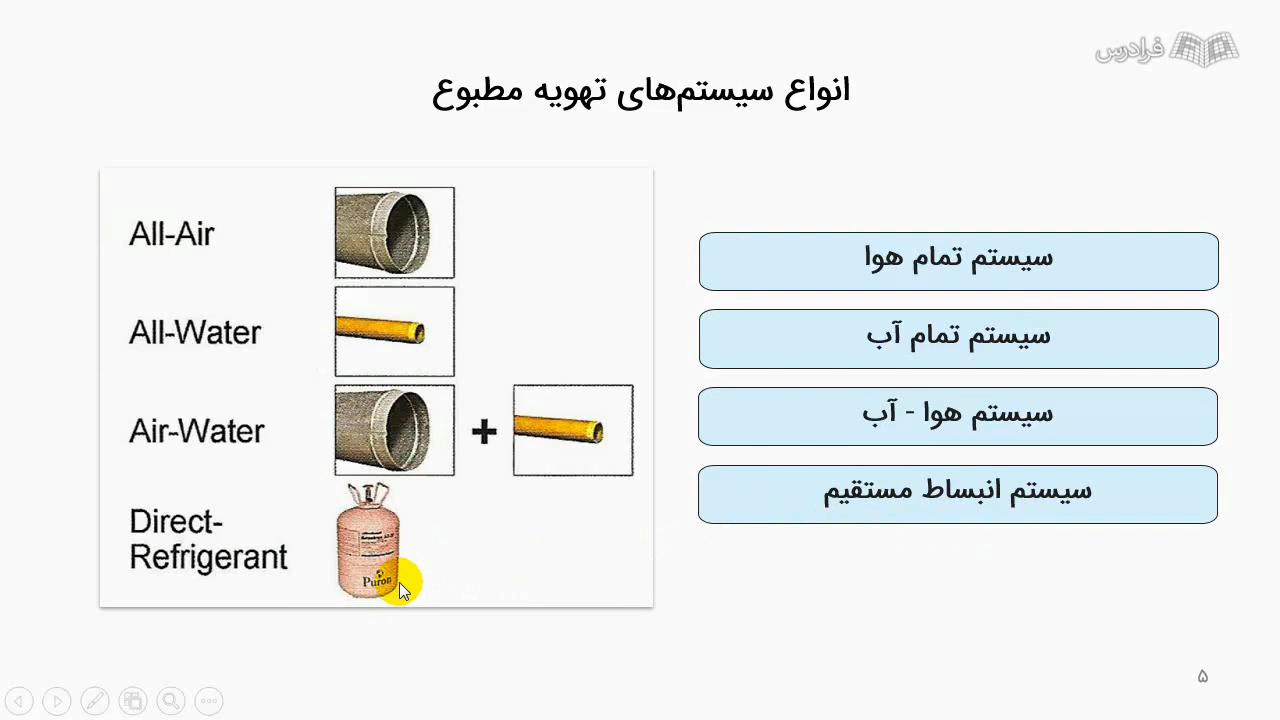 فرادرس
انواع سیستم‌های تهویه مطبوع
All-Air
All-Water
Air-Water
+
Direct-
Refrigerant
Puron
سیستم تمام هوا
سیستم تمام آب
سیستم هوا - آب
سیستم انبساط مستقیم
۵